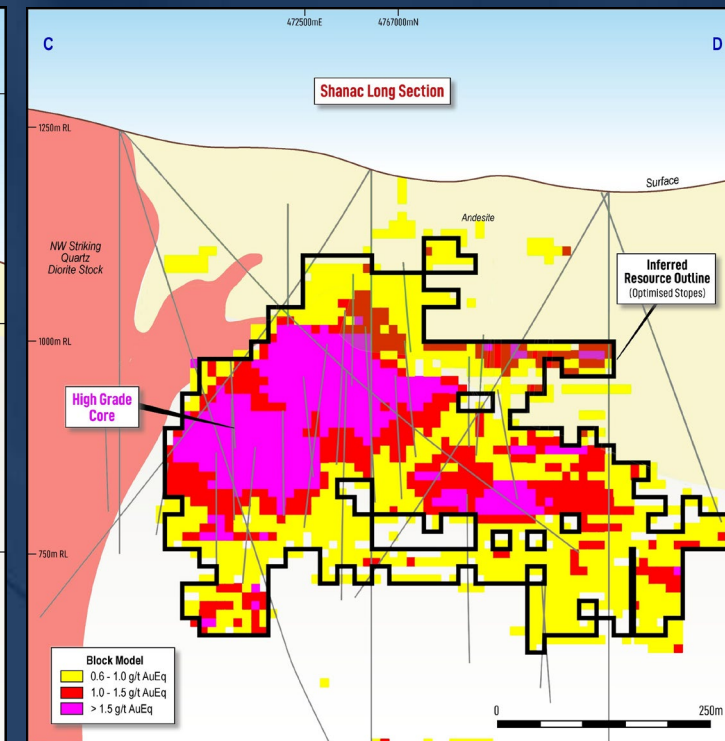 472500mE
4767000mN
C
D
Shanac Long Section
1250m RL
Surface
Andesite
NW Striking
Quartz
Diorite Stock
Inferred
Resource Outline
(Optimised Stopes)
1000m RL
High Grade
Core
750m RL
Block Model
0.6 - 1.0 g/t AuEq
1.0 - 1.5 g/t AuEq
> 1.5 g/t AuEq
0
250m